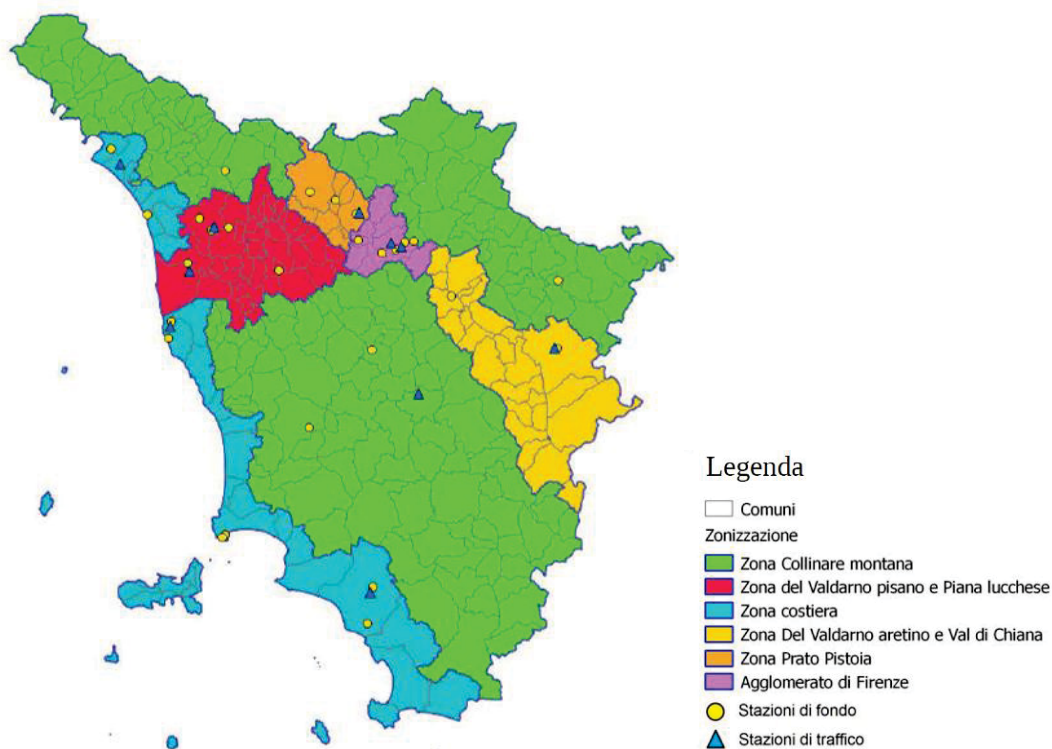 Legenda
Comuni
Zonizzazione
Zona Collinare montana
Zona del Valdarno pisano e Piana lucchese
Zona costiera
Zona Del Valdarno aretino e Val di Chiana
Zona Prato Pistoia
Agglomerato di Firenze
Stazioni di fondo
Stazioni di traffico